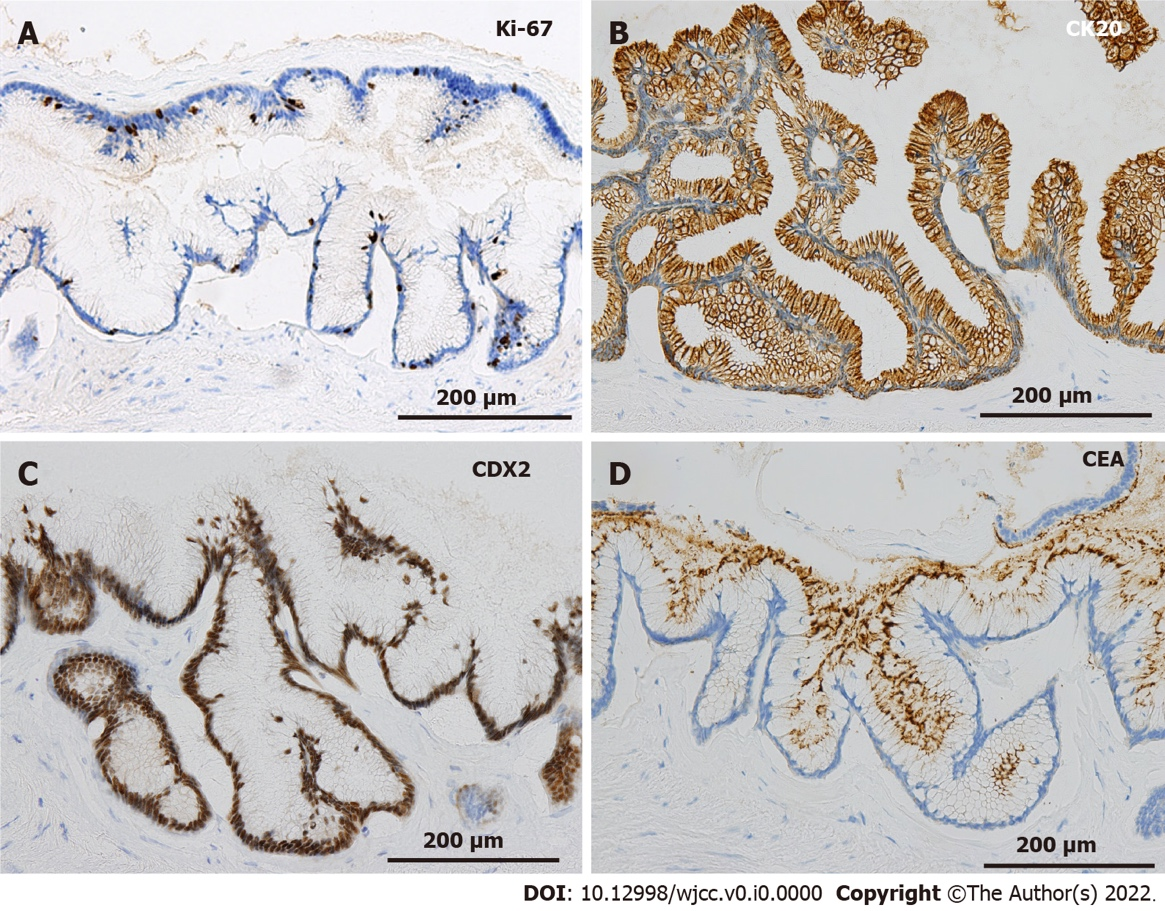 A
Ki-67
B
CK20
200 µm
200 µm
C
CDX2
D
CEA
200 µm
200 µm
DOI: 10.12998/wjcc.v0.i0.0000 Copyright ©The Author(s) 2022.